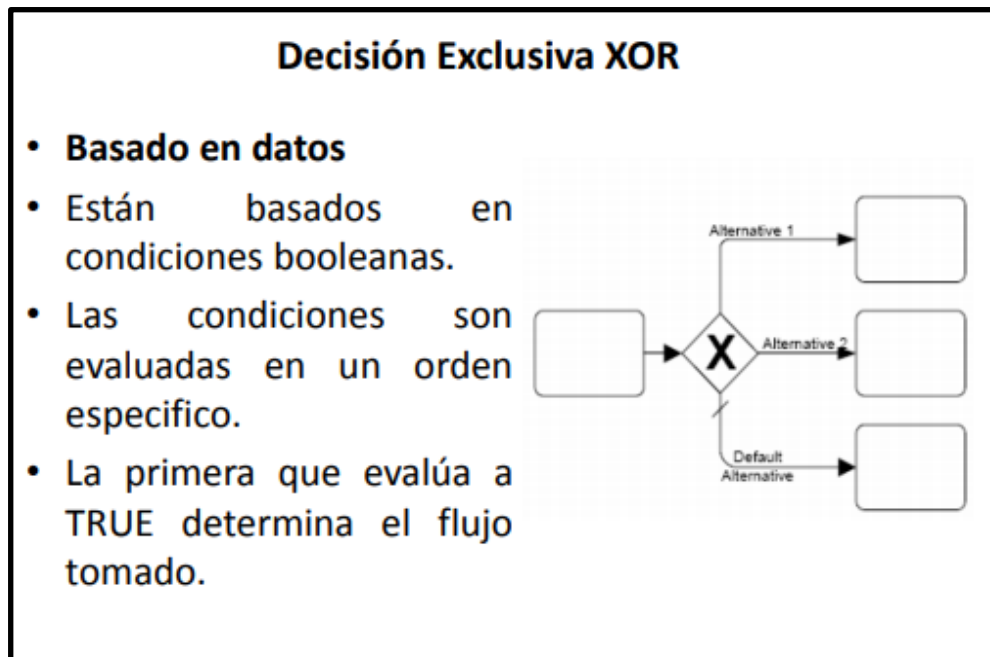 Decisión Exclusiva XOR
• Basado en datos
• Están basados en
condiciones booleanas.
• Las condiciones son
evaluadas en un orden
especifico.
• La primera que evalúa a
TRUE determina el flujo
tomado.
Alternative 1
X
Alternative 2
Default
Alternative